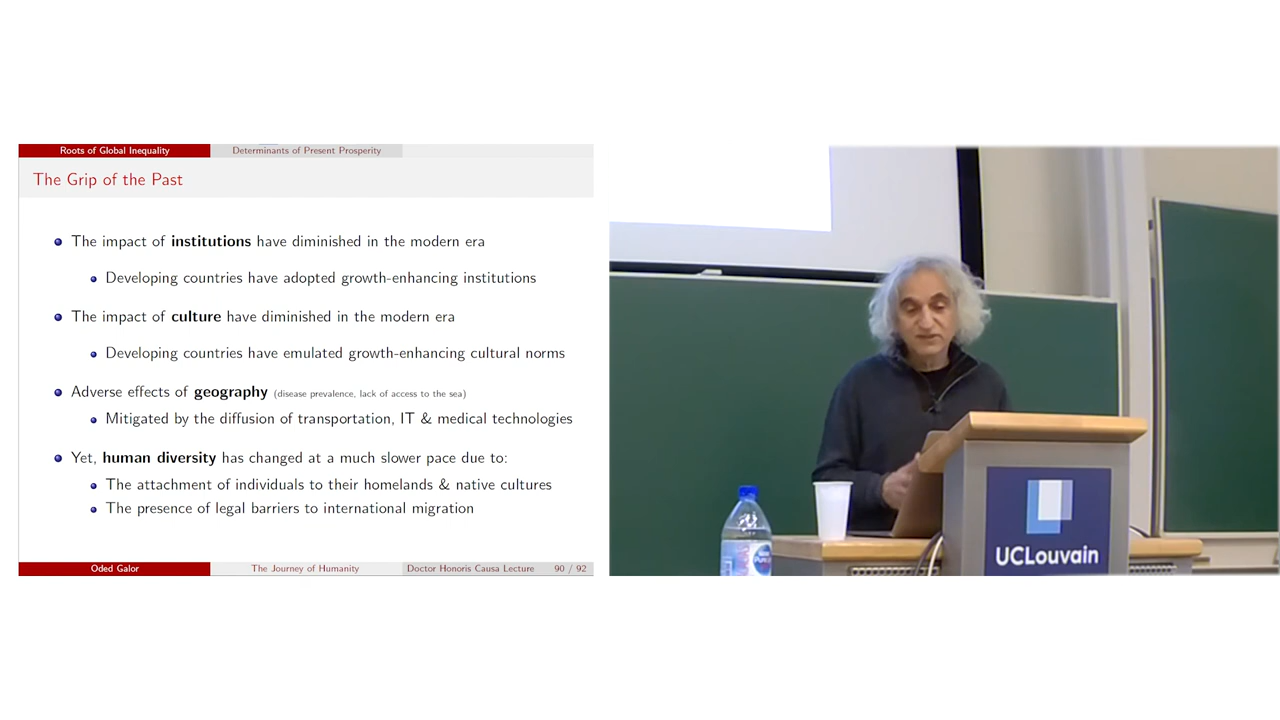 Roots of Global Inequality
Determinants of Present Prosperity
The Grip of the Past
The impact of institutions have diminished in the modern era
Developing countries have adopted growth-enhancing institutions
The impact of culture have diminished in the modern era
Developing countries have emulated growth-enhancing cultural norms
Adverse effects of geography (disease prevalence, lack of access to the sea)
Mitigated by the diffusion of transportation, IT & medical technologies
Yet, human diversity has changed at a much slower pace due to:
The attachment of individuals to their homelands & native cultures
The presence of legal barriers to international migration
Oded Galor
The Journey of Humanity
Doctor Honoris Causa Lecture 90 / 92
UCLouvain